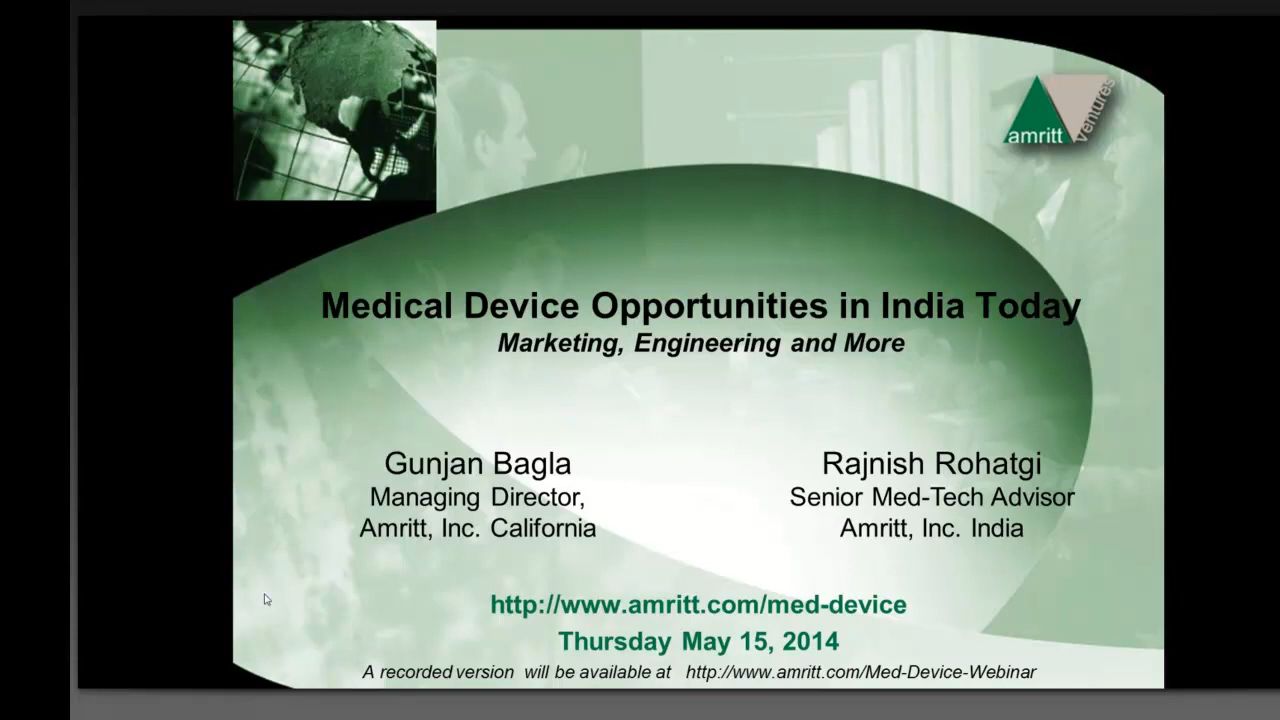 amritt
ventures
Medical Device Opportunities in India Today
Marketing, Engineering and More
Gunjan Bagla
Managing Director,
Amritt, Inc. California
Rajnish Rohatgi
Senior Med-Tech Advisor
Amritt, Inc. India
http://www.amritt.com/med-device
Thursday May 15, 2014
A recorded version will be available at http://www.amritt.com/Med-Device-Webinar